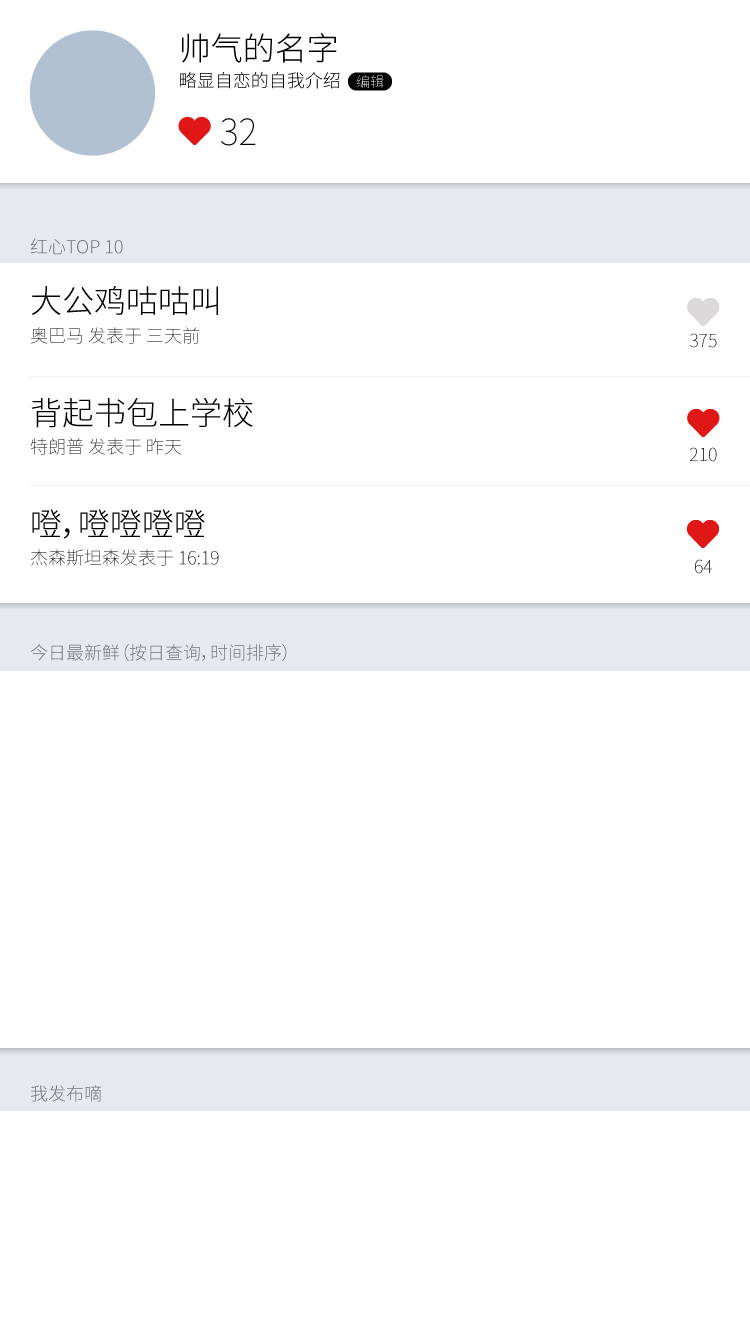 帅气的名字
略显自恋的自我介绍 编辑
32
红心TOP 10
大公鸡咕咕叫
奥巴马 发表于 三天前
375
背起书包上学校
特朗普 发表于 昨天
210
噔，噔噔噔噔
杰森斯坦森发表于 16:19
64
今日最新鲜（按日查询，时间排序）
我发布嘀